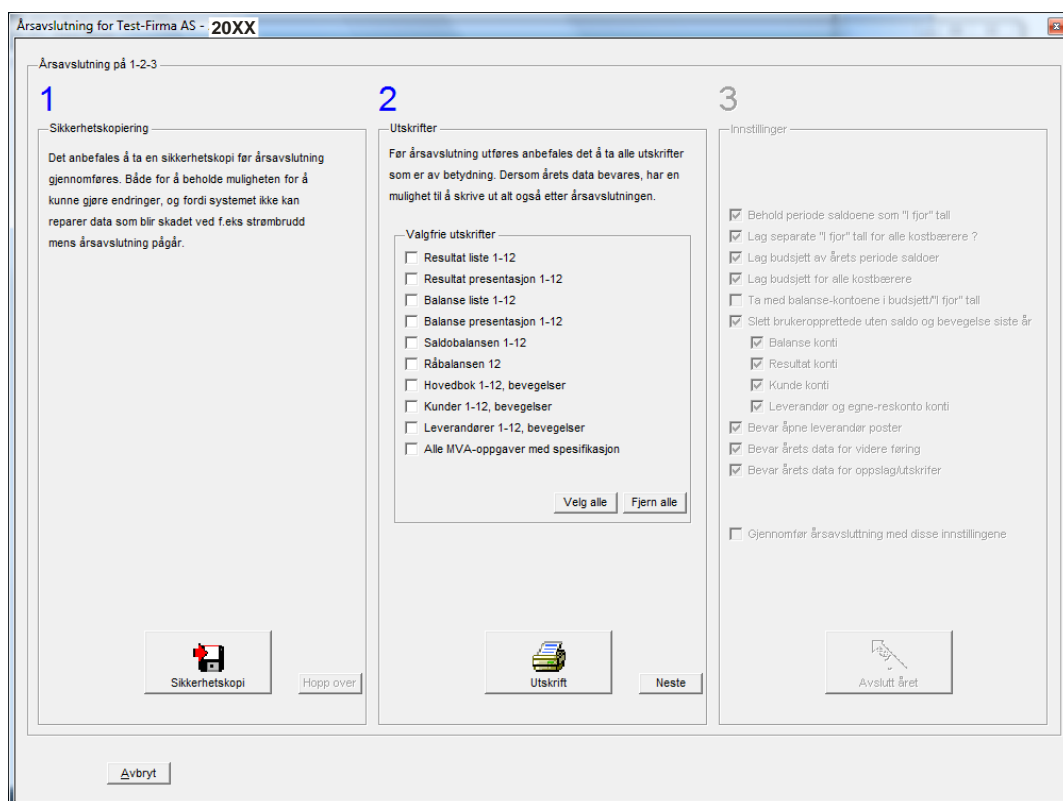 Årsavslutning for Test-Firma AS - 20XX
Årsavslutning på 1-2-3
1
Sikkerhetskopiering
Det anbefales å ta en sikkerhetskopi før årsavslutning
gjennomføres. Både for å beholde muligheten for å
kunne gjøre endringer, og fordi systemet ikke kan
reparer data som blir skadet ved f.eks strømbrudd
mens årsavslutning pågår.
Sikkerhetskopi
Hopp over
2
Utskrifter
Før årsavslutning utføres anbefales det å ta alle utskrifter
som er av betydning. Dersom årets data bevares, har en
mulighet til å skrive ut alt også etter årsavslutningen.
Valgfrie utskrifter
Resultat liste 1-12
Resultat presentasjon 1-12
Balanse liste 1-12
Balanse presentasjon 1-12
Saldobalansen 1-12
Råbalansen 12
Hovedbok 1-12, bevegelser
Kunder 1-12, bevegelser
Leverandører 1-12, bevegelser
Alle MVA-oppgaver med spesifikasjon
Velg alle
Fjern alle
Utskrift
Neste
3
Innstillinger
Behold periode saldoene som "I fjor" tall
Lag separate "I fjor" tall for alle kostbærere ?
Lag budsjett av årets periode saldoer
Lag budsjett for alle kostbærere
Ta med balanse-kontoene i budsjett/"I fjor" tall
Slett brukeropprettede uten saldo og bevegelse siste år
Balanse konti
Resultat konti
Kunde konti
Leverandør og egne-reskonto konti
Bevar åpne leverandør poster
Bevar årets data for videre føring
Bevar årets data for oppslag/utskrifer
Gjennomfør årsavsluttning med disse innstillingene
Avslutt året
Avbryt